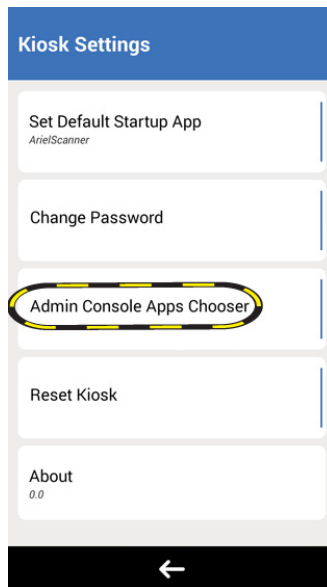 Kiosk Settings
Set Default Startup App
ArielScanner
Change Password
Admin Console Apps Chooser
Reset Kiosk
About
0.0